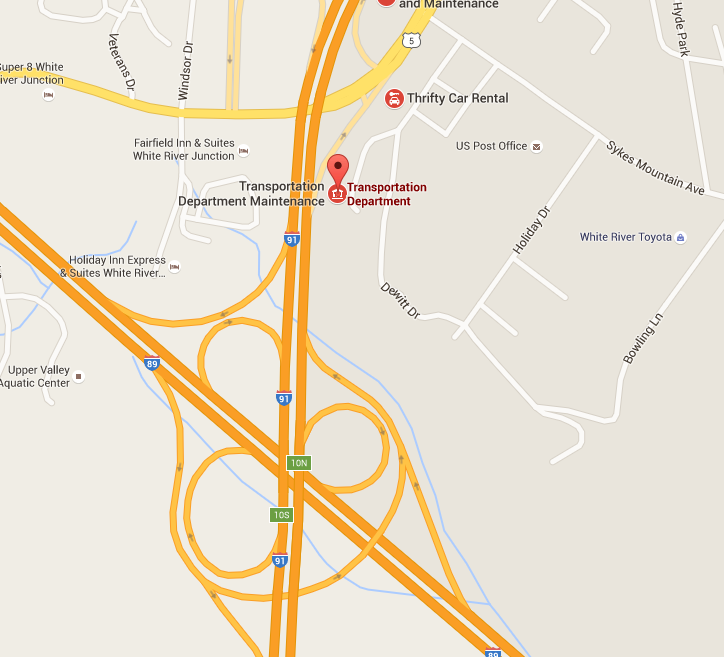 and Maintenance
5
Hyde Park
Veterans Dr
Windsor Dr
Super 8 White
River Junction
Thrifty Car Rental
Fairfield Inn & Suites
White River Junction
US Post Office
Sykes Mountain Ave
Transportation
Department Maintenance
Transportation
Department
Holiday Dr
White River Toyota
91
Holiday Inn Express
& Suites White River...
Dewitt Dr
Bowling Ln
89
Upper Valley
Aquatic Center
91
10N
10S
91
89